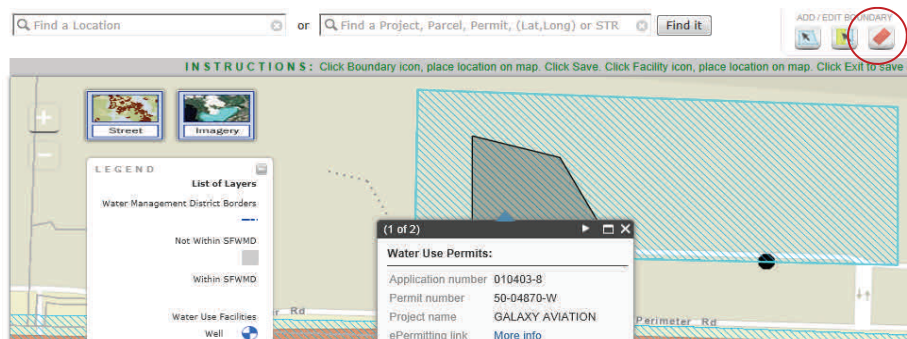 ADD / EDIT BOUNDARY
Find a Location or Find a Project, Parcel, Permit, (Lat,Long) or STR Find it
INSTRUCTIONS: Click Boundary icon, place location on map. Click Save. Click Facility icon, place location on map. Click Exit to save
Street Imagery
LEGEND
List of Layers
Water Management District Borders
Not Within SFWMD
Within SFWMD
Water Use Facilities
Well
(1 of 2)
Water Use Permits:
Application number 010403-8
Permit number 50-04870-W
Project name GALAXY AVIATION
ePermitting link More info
Rd
Perimeter Rd